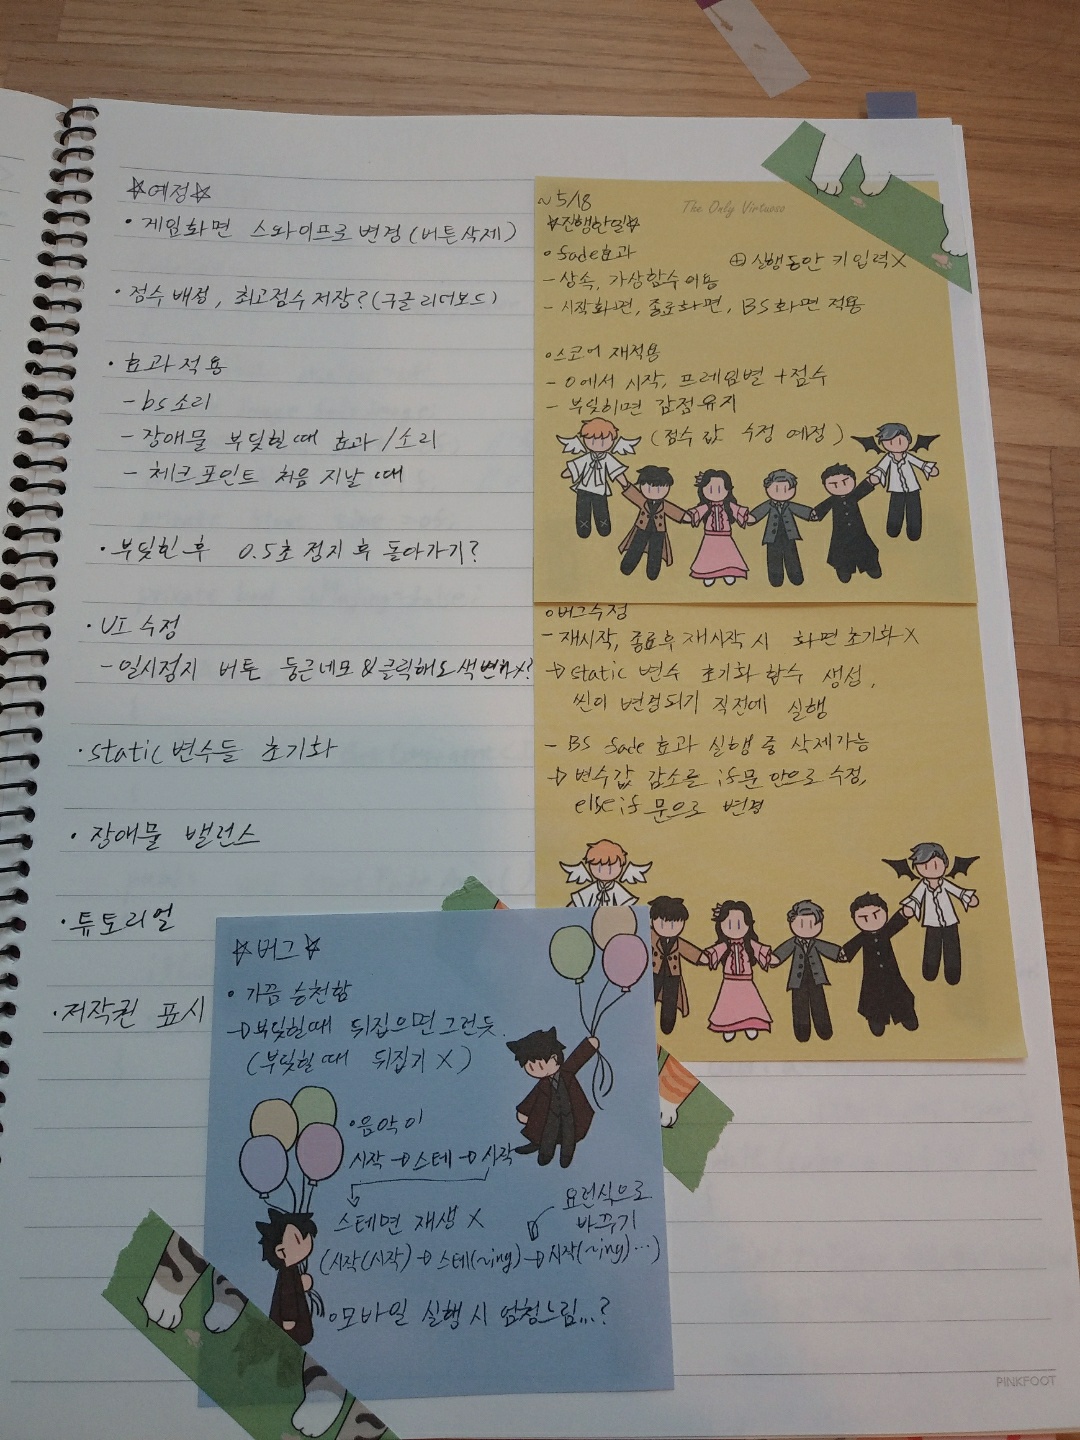 ☆예정☆
· 게임화면 스와이프로 변경 (버튼삭제)
· 점수 배정, 최고점수 저장? (구글 리더보드)
· 효과 적용
- bs 소리
- 장애물 부딪힐 때 효과/소리
- 체크포인트 처음 지날 때
· 부딪힌 후 0.5초 정지 후 돌아가기?
· UI 수정
- 일시정지 버튼 둥근네모 & 클릭해도 색변화X?
· static 변수들 초기화
· 장애물 밸런스
· 튜토리얼
· 저작권 표시
~5/18
The Only Virtuoso
☆진행한일☆
∘ fade효과
⊕ 실행동안 키 입력X
- 상속, 가상함수 이용
- 시작화면, 종료화면, BS화면 적용
∘ 스코어 재적용
- 0에서 시작, 프레임별 +점수
- 부딪히면 감점유지
(점수 값 수정 예정)
∘ 버그수정
- 재시작, 종료후 재시작 시 화면 초기화X
→ static 변수 초기화 함수 생성,
씬이 변경되기 직전에 실행
- BS fade 효과 실행 중 삭제가능
→ 변수값 감소를 if문 안으로 수정,
else if 문으로 변경
☆버그☆
· 가끔 승천함
→ 부딪힐때 뒤집으면 그런듯.
(부딪힐 때 뒤집기 X)
· 음악이
시작 → 스테 → 시작
스테면 재생 X
요런식으로
바꾸기
(시작(시작) → 스테(~ing) → 시작(~ing)...)
∘ 모바일 실행 시 엄청느림...?
PINKFOOT